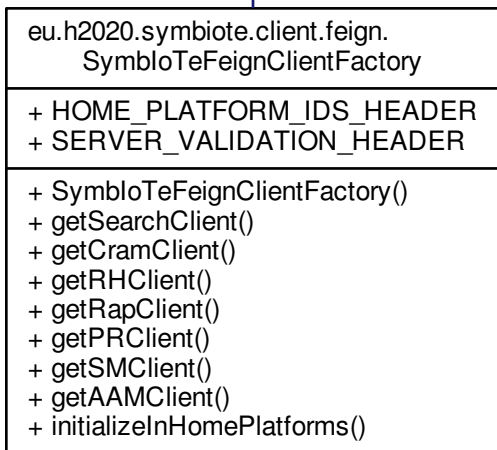 eu.h2020.symbiote.client.feign.
SymbIoTeFeignClientFactory
+ HOME_PLATFORM_IDS_HEADER
+ SERVER_VALIDATION_HEADER
+ SymbIoTeFeignClientFactory()
+ getSearchClient()
+ getCramClient()
+ getRHClient()
+ getRapClient()
+ getPRClient()
+ getSMClient()
+ getAAMClient()
+ initializeInHomePlatforms()